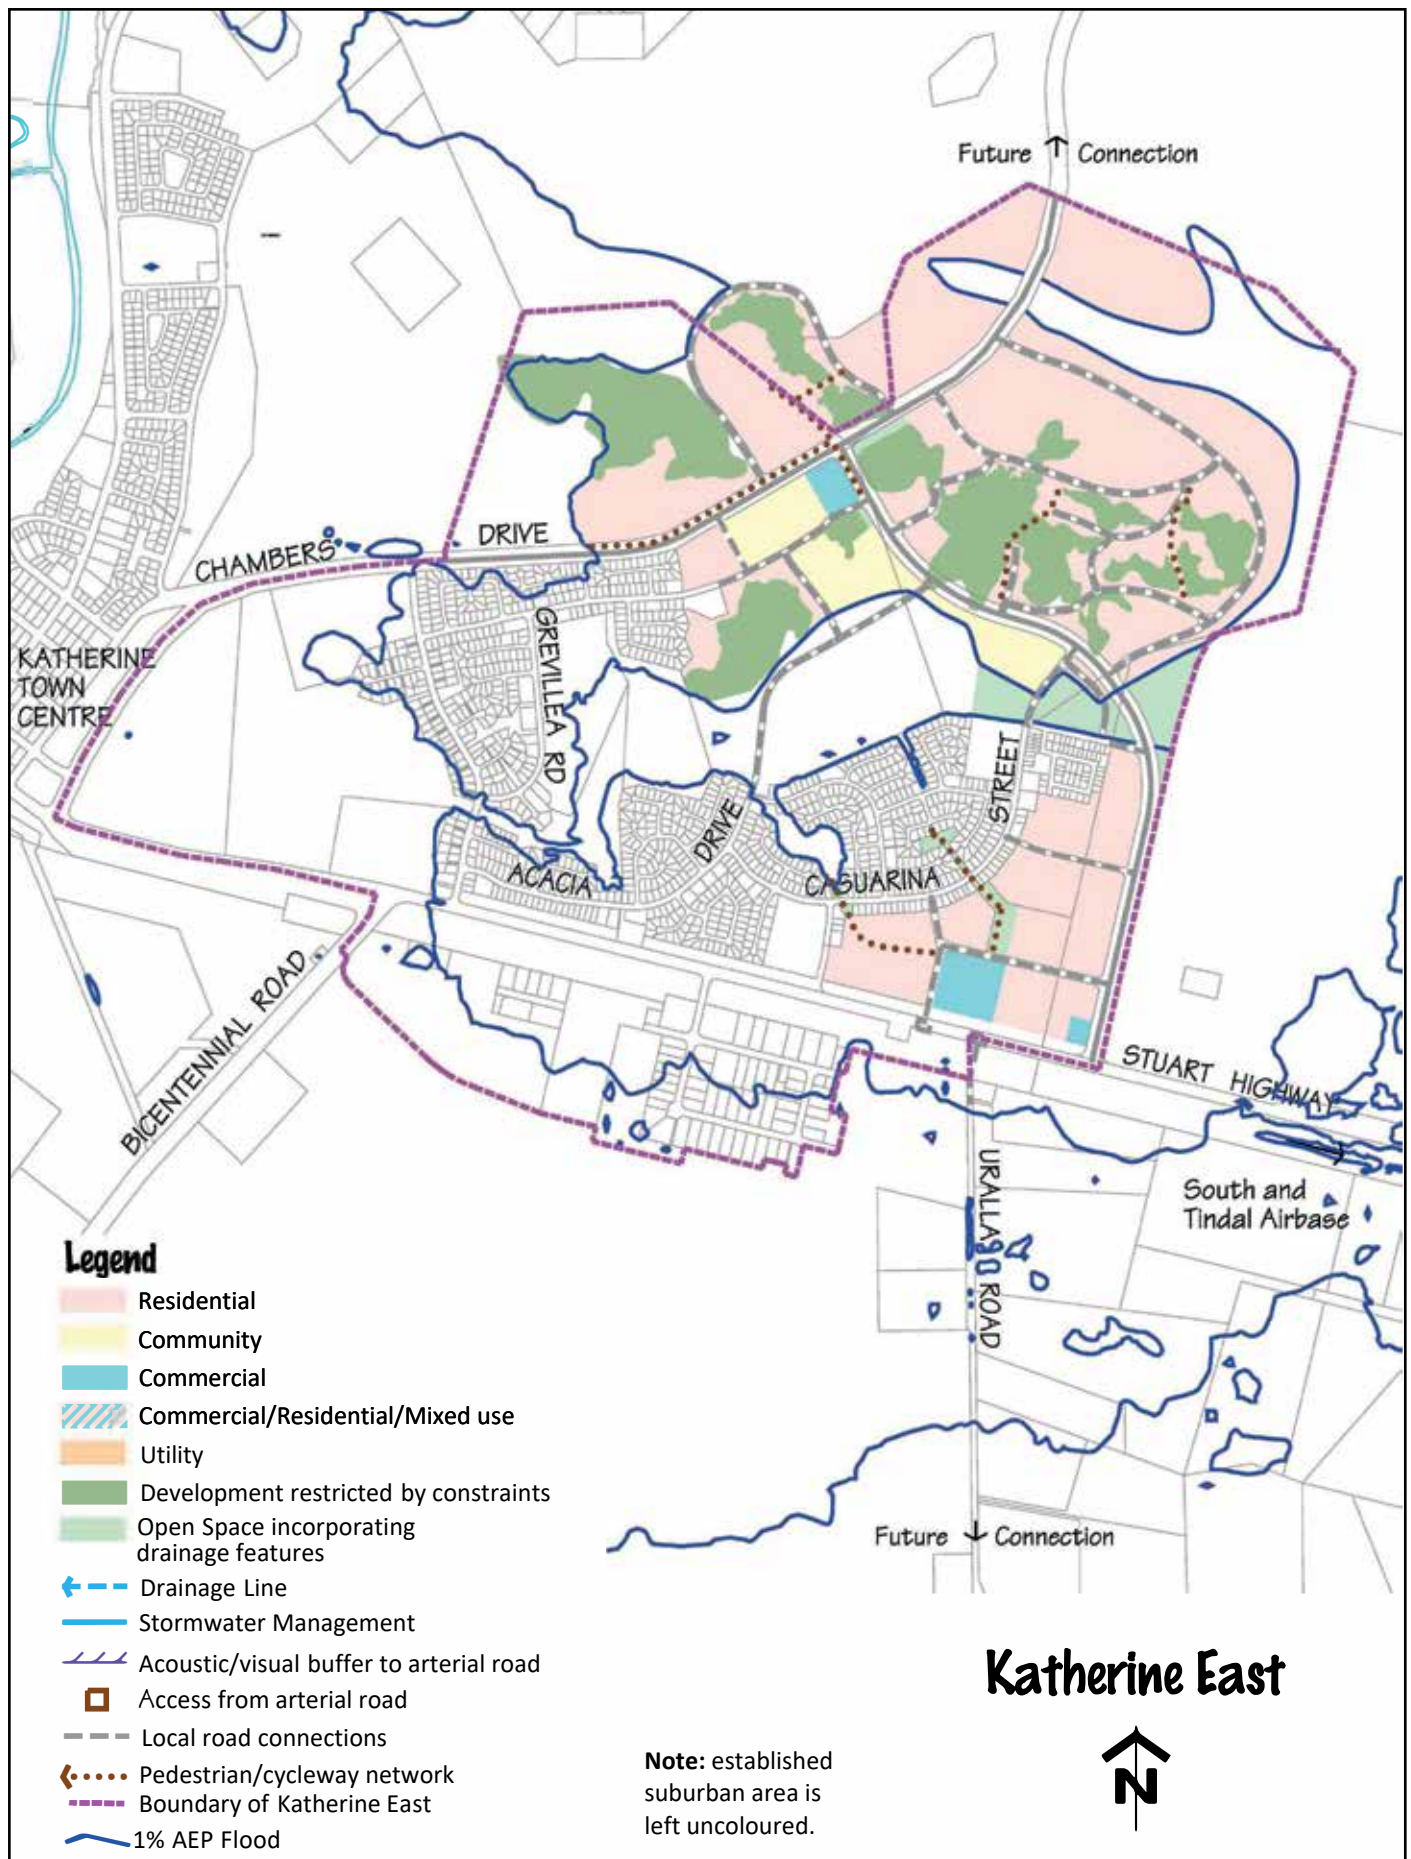 Future Connection
CHAMBERS DRIVE
GREVILLEA RD
KATHERINE
TOWN
CENTRE
STREET
DRIVE
ACACIA
CASUARINA
BICENTENNIAL ROAD
STUART HIGHWAY
URALLA ROAD
South and
Tindal Airbase
Legend
Residential
Community
Commercial
Commercial/Residential/Mixed use
Utility
Development restricted by constraints
Open Space incorporating
drainage features
Drainage Line
Stormwater Management
Acoustic/visual buffer to arterial road
Access from arterial road
Local road connections
Pedestrian/cycleway network
Boundary of Katherine East
1% AEP Flood
Future Connection
Katherine East
N
Note: established
suburban area is
left uncoloured.